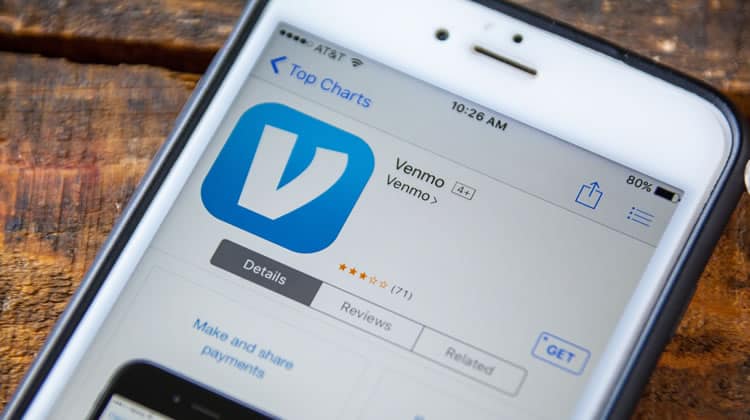 AT&T
10:26 AM
80%
Top Charts
V
Venmo 4+
Venmo >
(71)
Details
Reviews
Related
GET
Make and share
payments